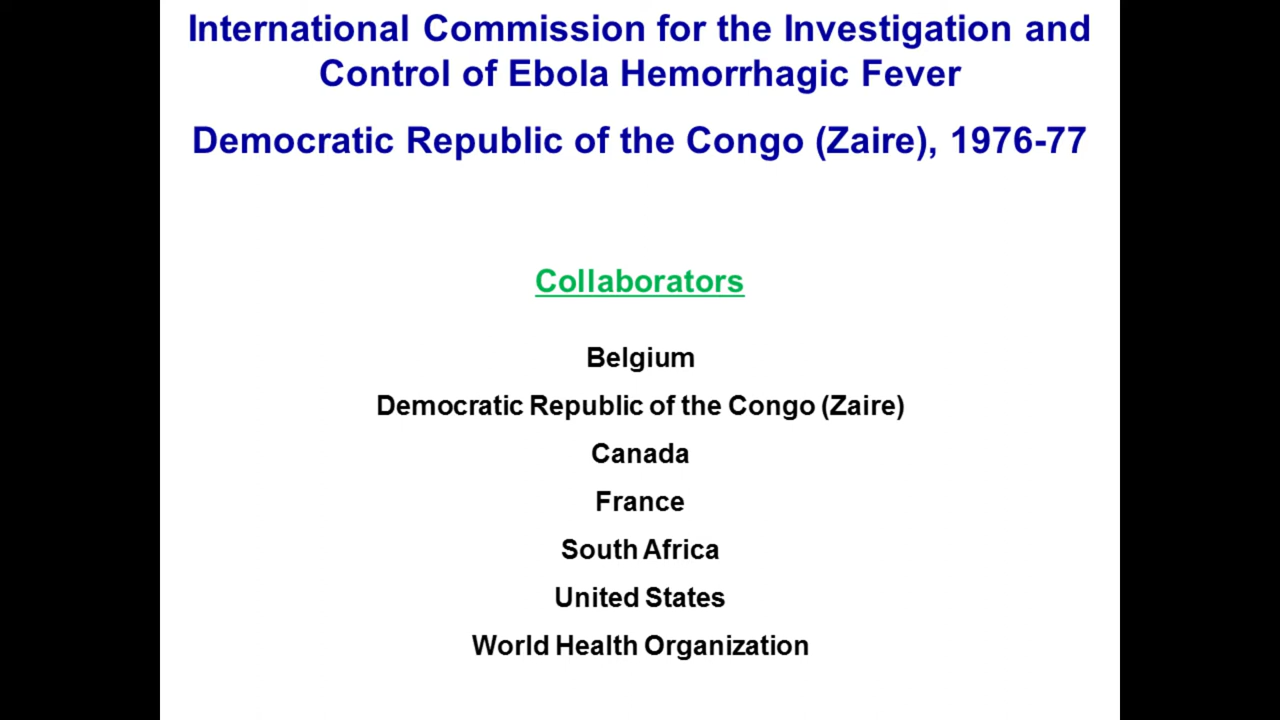 International Commission for the Investigation and
Control of Ebola Hemorrhagic Fever
Democratic Republic of the Congo (Zaire), 1976-77
Collaborators
Belgium
Democratic Republic of the Congo (Zaire)
Canada
France
South Africa
United States
World Health Organization